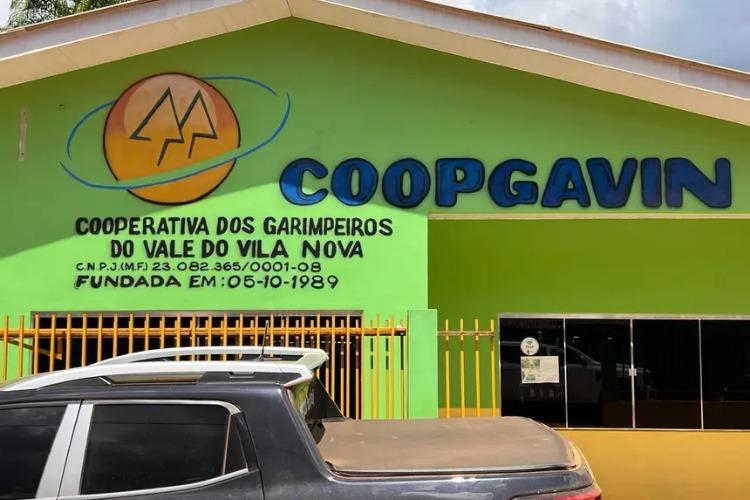 COOPGAVIN
COOPERATIVA DOS GARIMPEIROS
DO VALE DO VILA NOVA
C.N.P.J.(M.F.) 23.082.365/0001-08
FUNDADA EM:05-10-1989